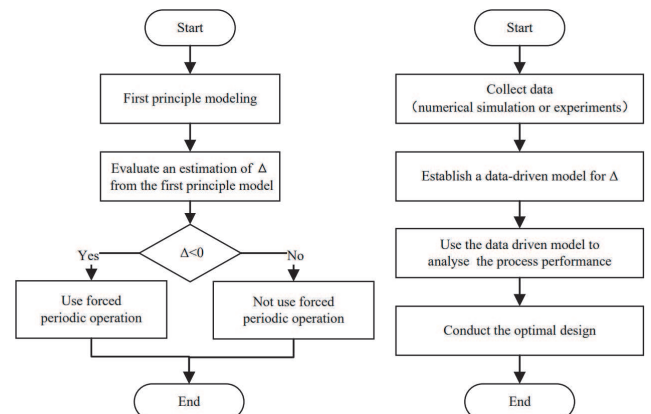 Start
First principle modeling
Evaluate an estimation of Δ
from the first principle model
Δ<0
Yes
No
Use forced
periodic operation
Not use forced
periodic operation
End
Start
Collect data
（numerical simulation or experiments）
Establish a data-driven model for Δ
Use the data driven model to
analyse the process performance
Conduct the optimal design
End